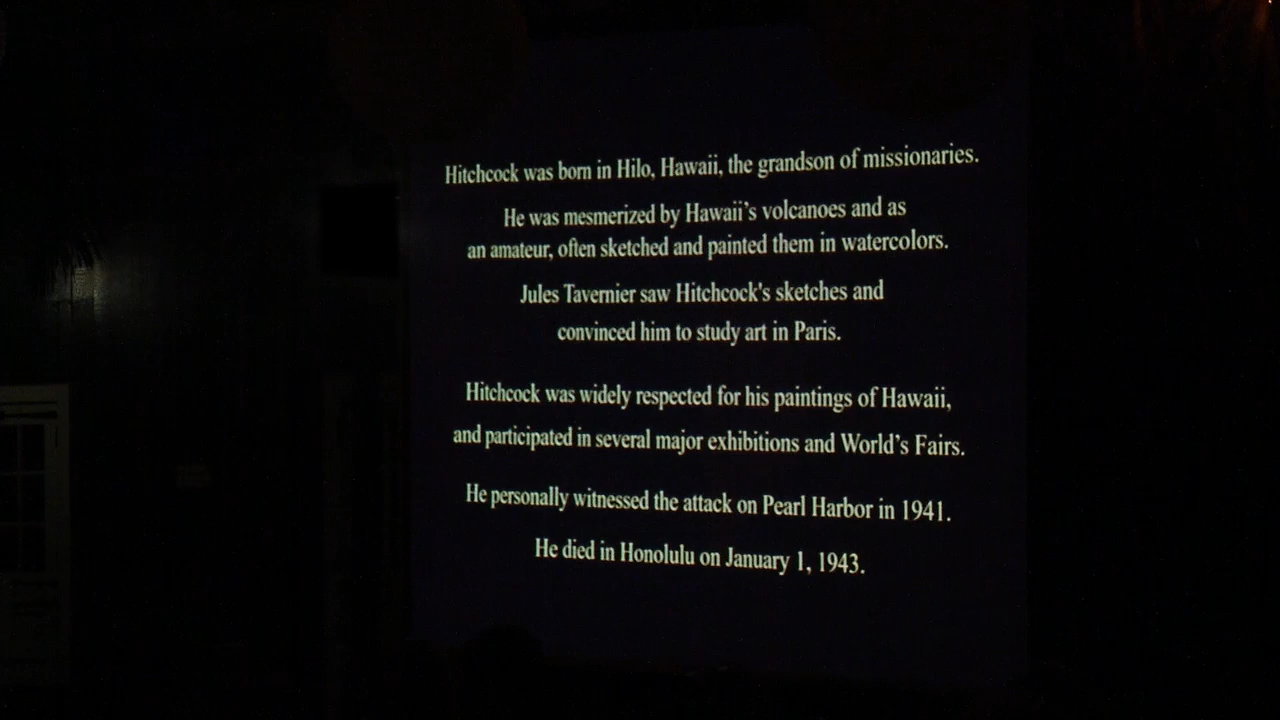 Hitchcock was born in Hilo, Hawaii, the grandson of missionaries.
He was mesmerized by Hawaii’s volcanoes and as
an amateur, often sketched and painted them in watercolors.
Jules Tavernier saw Hitchcock's sketches and
convinced him to study art in Paris.
Hitchcock was widely respected for his paintings of Hawaii,
and participated in several major exhibitions and World’s Fairs.
He personally witnessed the attack on Pearl Harbor in 1941.
He died in Honolulu on January 1, 1943.